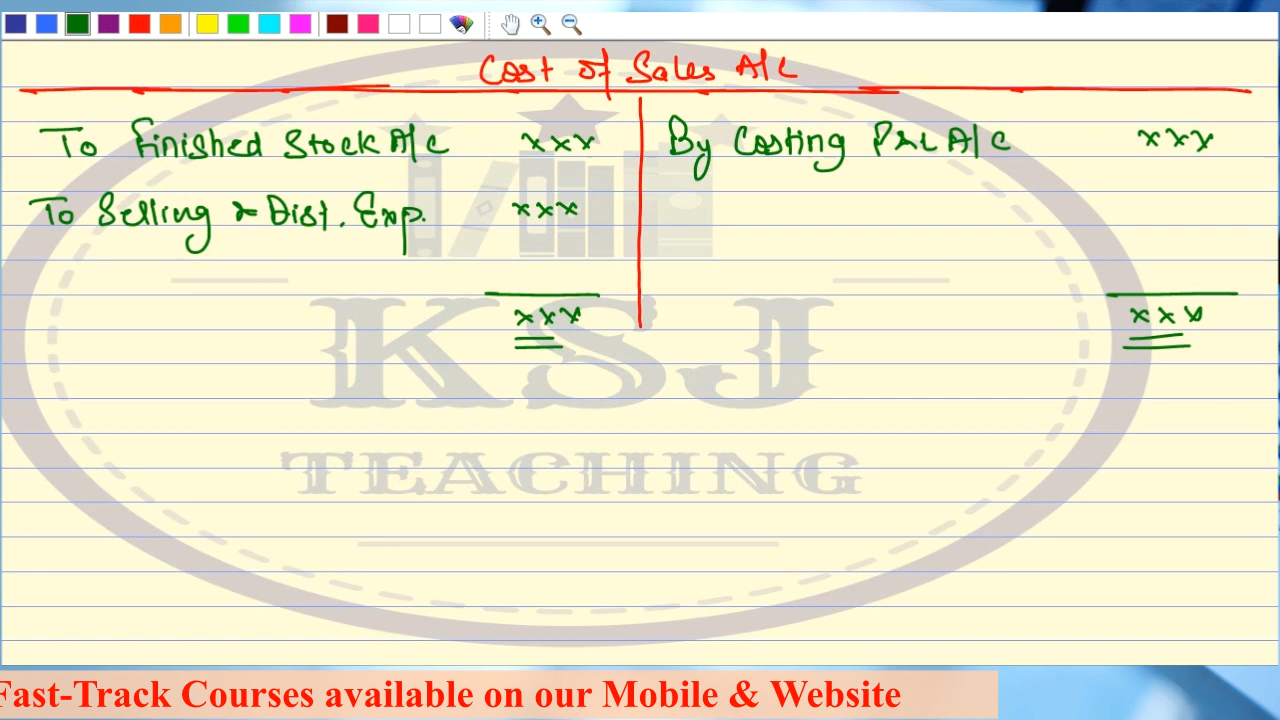 Cost of Sales A/c
To Finished Stock A/c xxx By Costing P&L A/c xxx
To Selling & Dist. Exp. xxx
xxx xxx
KSJ
TEACHING
Fast-Track Courses available on our Mobile & Website